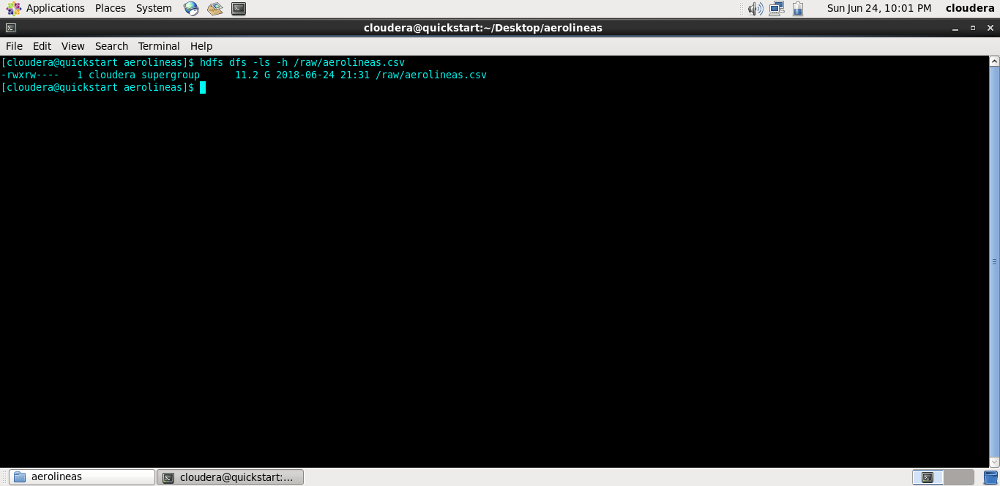 Applications Places System Sun Jun 24, 10:01 PM cloudera
cloudera@quickstart:~/Desktop/aerolineas
File Edit View Search Terminal Help
[cloudera@quickstart aerolineas]$ hdfs dfs -ls -h /raw/aerolineas.csv
-rwxrw----   1 cloudera supergroup      11.2 G 2018-06-24 21:31 /raw/aerolineas.csv
[cloudera@quickstart aerolineas]$
aerolineas cloudera@quickstart:...